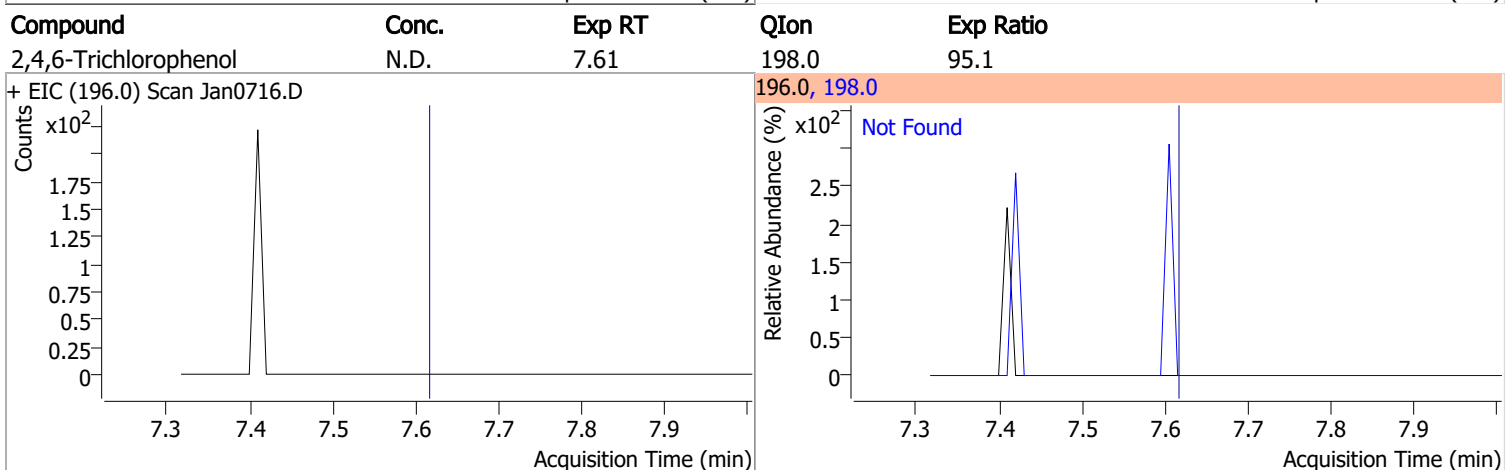 Compound Conc. Exp RT QIon Exp Ratio
2,4,6-Trichlorophenol N.D. 7.61 198.0 95.1
+ EIC (196.0) Scan Jan0716.D
Counts
x10²
1.75
1.5
1.25
1
0.75
0.5
0.25
0
7.3 7.4 7.5 7.6 7.7 7.8 7.9
Acquisition Time (min)
196.0, 198.0
Relative Abundance (%)
x10²
Not Found
2.5
2
1.5
1
0.5
0
7.3 7.4 7.5 7.6 7.7 7.8 7.9
Acquisition Time (min)